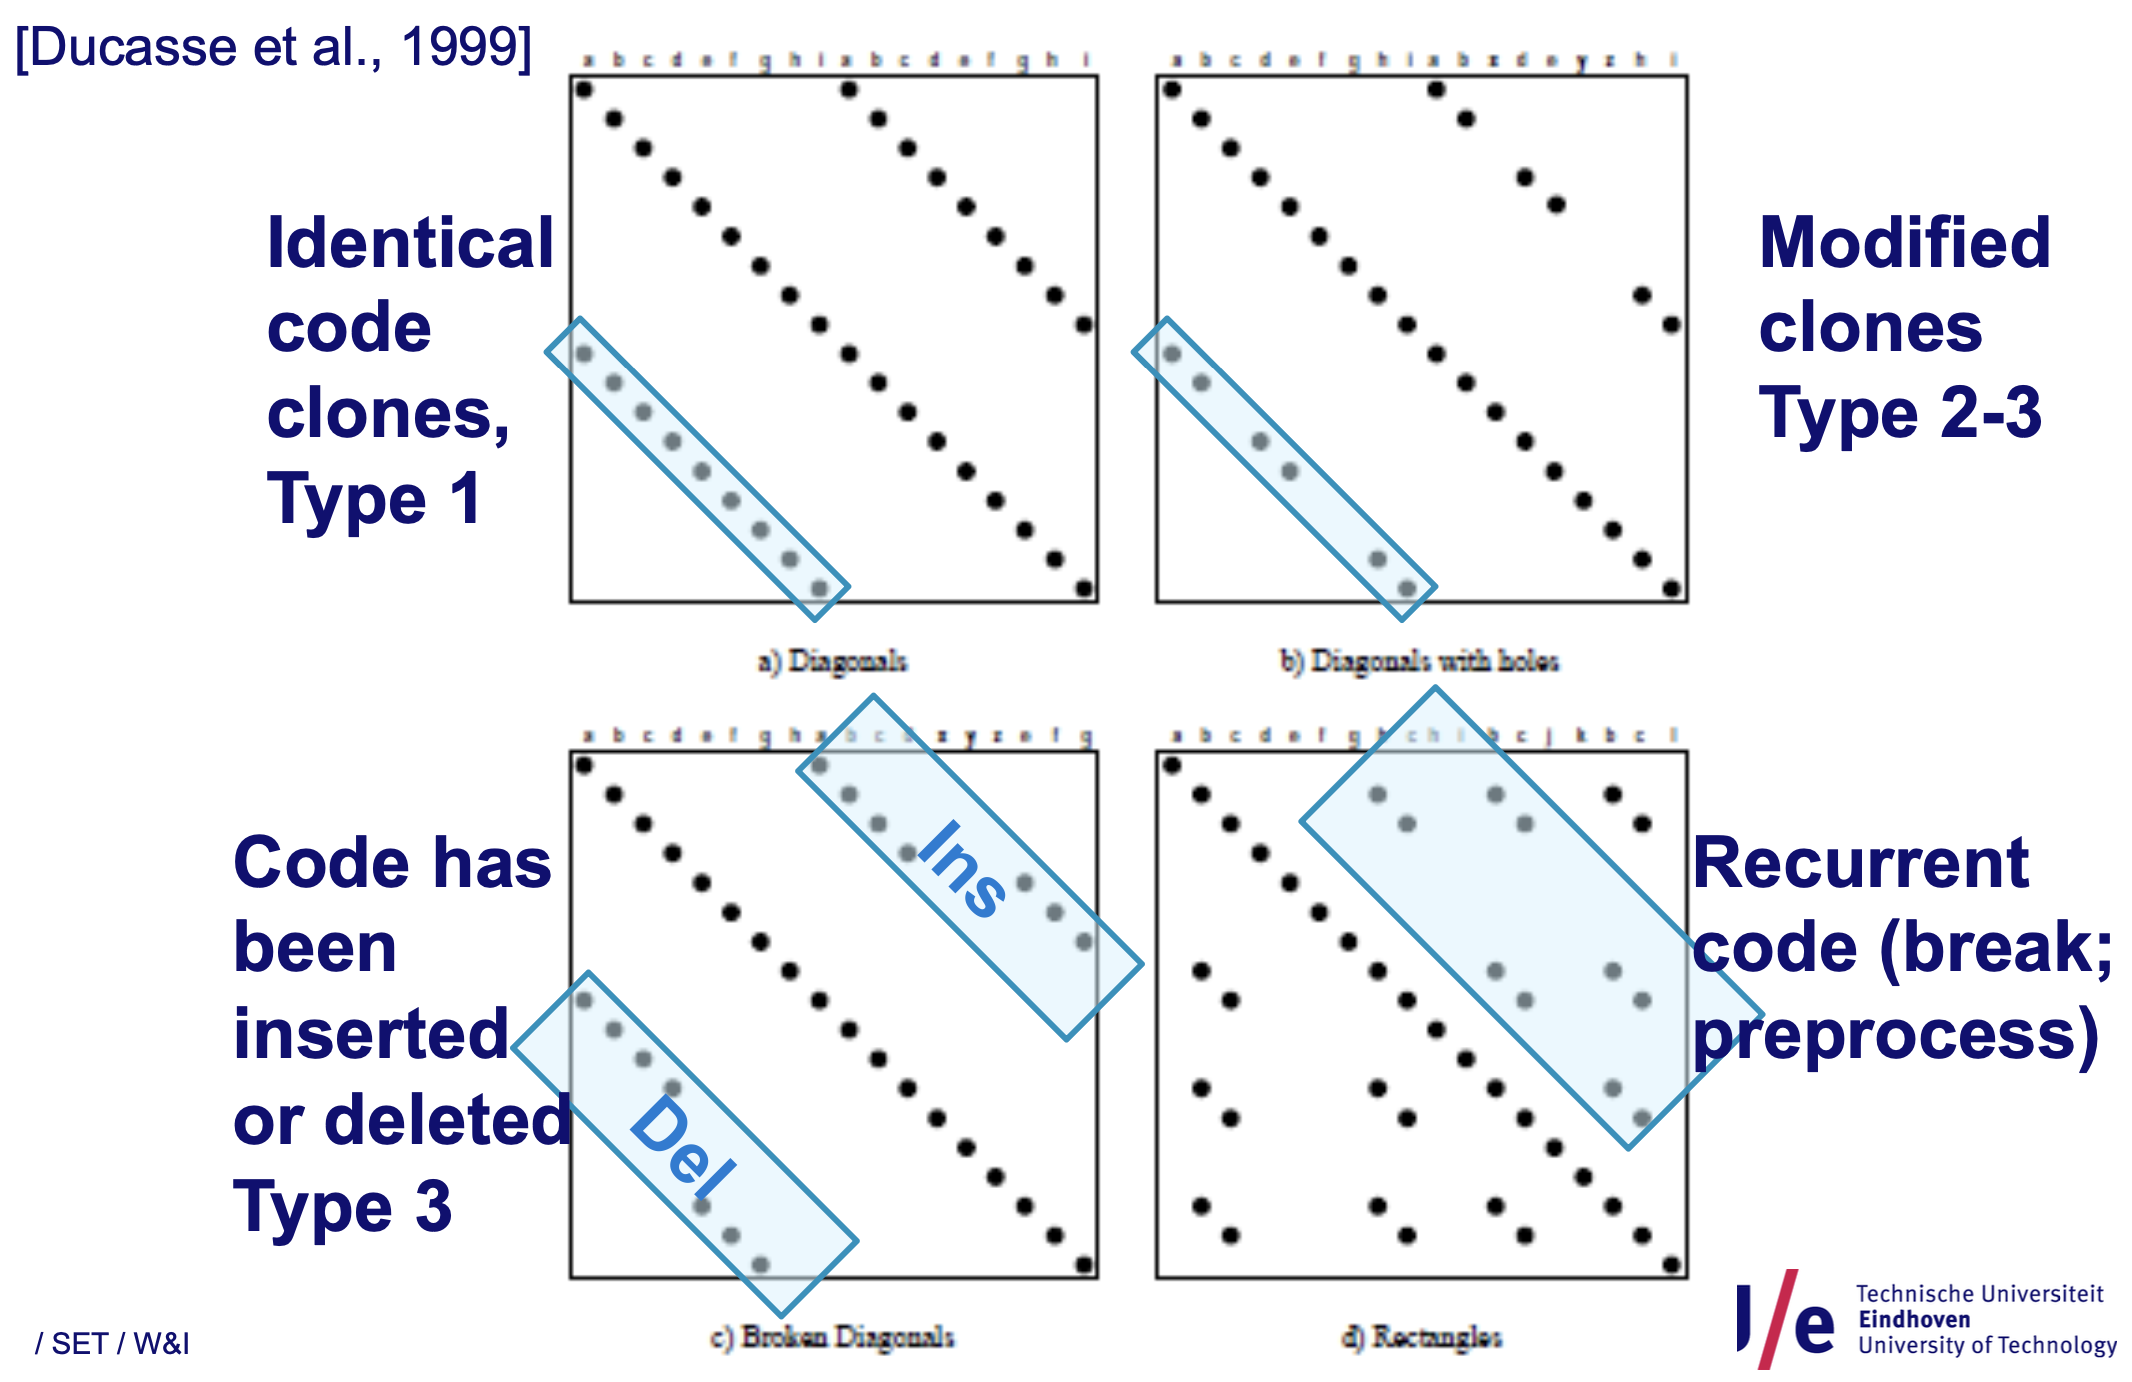 [Ducasse et al., 1999]
a b c d e f g h i a b c d e f g h i
a b c d e f g h i a b x d e y z h i
Identical
code
clones,
Type 1
Modified
clones
Type 2-3
a) Diagonals
b) Diagonals with holes
a b c d e f g h a b c d x y z e f g
a b c d e f g b c h i b c j k b c l
Code has
been
inserted
or deleted
Type 3
Ins
Del
Recurrent
code (break;
preprocess)
c) Broken Diagonals
d) Rectangles
/ SET / W&I
Technische Universiteit
Eindhoven
University of Technology